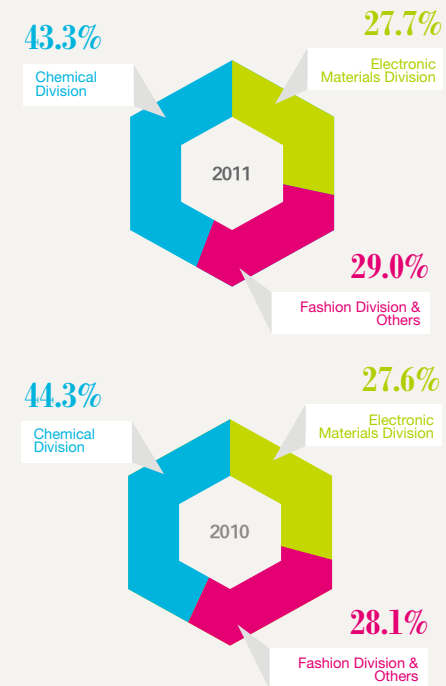 43.3%
Chemical
Division
27.7%
Electronic
Materials Division
2011
29.0%
Fashion Division &
Others
44.3%
Chemical
Division
27.6%
Electronic
Materials Division
2010
28.1%
Fashion Division &
Others